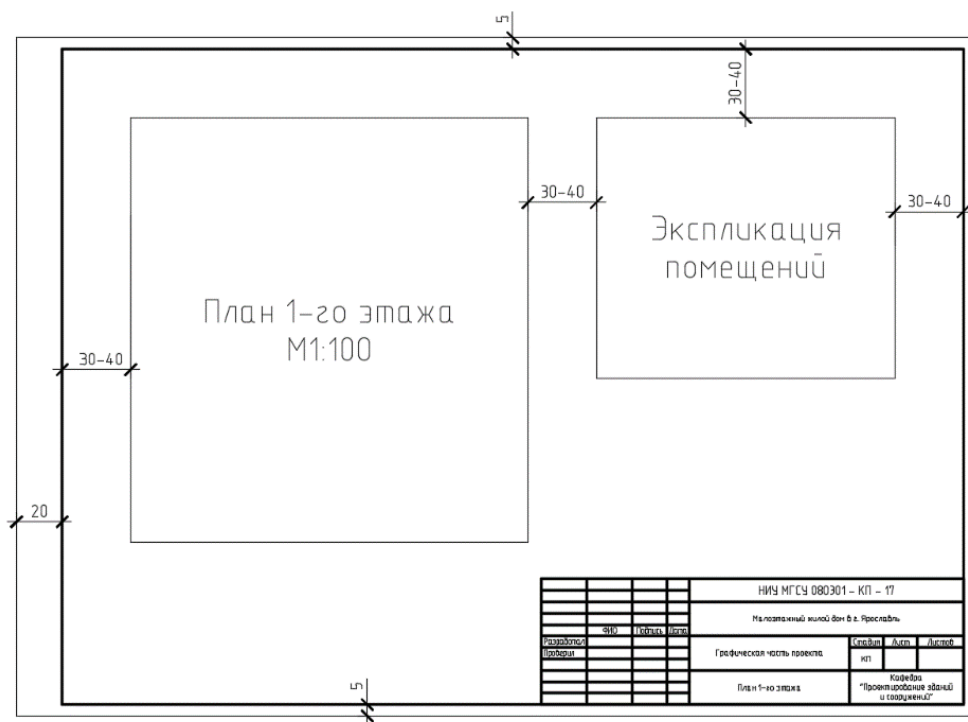 5
30-40
30-40
30-40
Экспликация
помещений
План 1-го этажа
М1:100
30-40
20
НИУ МГСУ 080301 - КП - 17
Малоэтажный жилой дом в г. Ярославль
ФИО Подпись Дата
Разработал
Проверил
Графическая часть проекта
Стадия Лист Листов
КП
План 1-го этажа
Кафедра
"Проектирование зданий
и сооружений"
5